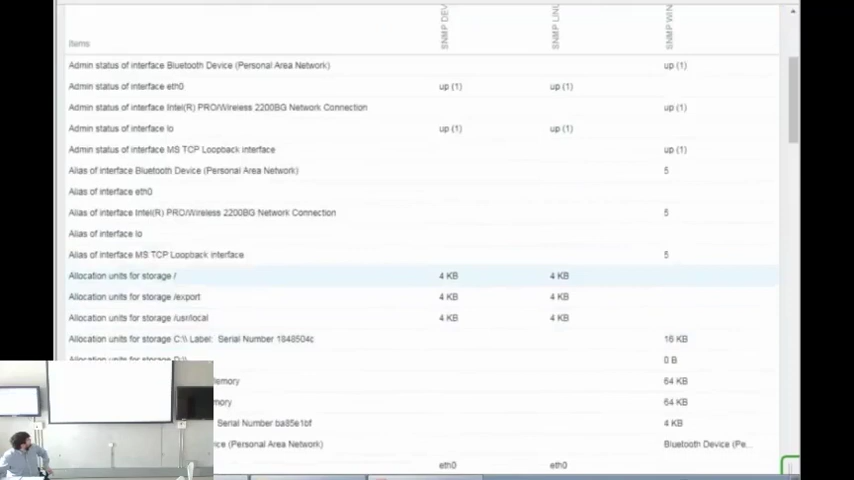 SNMP DEV
SNMP LINU
SNMP WIN
Items
Admin status of interface Bluetooth Device (Personal Area Network) up (1)
Admin status of interface eth0 up (1) up (1)
Admin status of interface Intel(R) PRO/Wireless 2200BG Network Connection up (1)
Admin status of interface lo up (1) up (1)
Admin status of interface MS TCP Loopback interface up (1)
Alias of interface Bluetooth Device (Personal Area Network) 5
Alias of interface eth0
Alias of interface Intel(R) PRO/Wireless 2200BG Network Connection 5
Alias of interface lo
Alias of interface MS TCP Loopback interface 5
Allocation units for storage / 4 KB 4 KB
Allocation units for storage /export 4 KB 4 KB
Allocation units for storage /usr/local 4 KB 4 KB
Allocation units for storage C:\\ Label: Serial Number 1848504c 16 KB
Allocation units for storage D:\\ 0 B
Memory 64 KB
mory 64 KB
Serial Number ba85e1bf 4 KB
ice (Personal Area Network) Bluetooth Device (Pe...
eth0 eth0